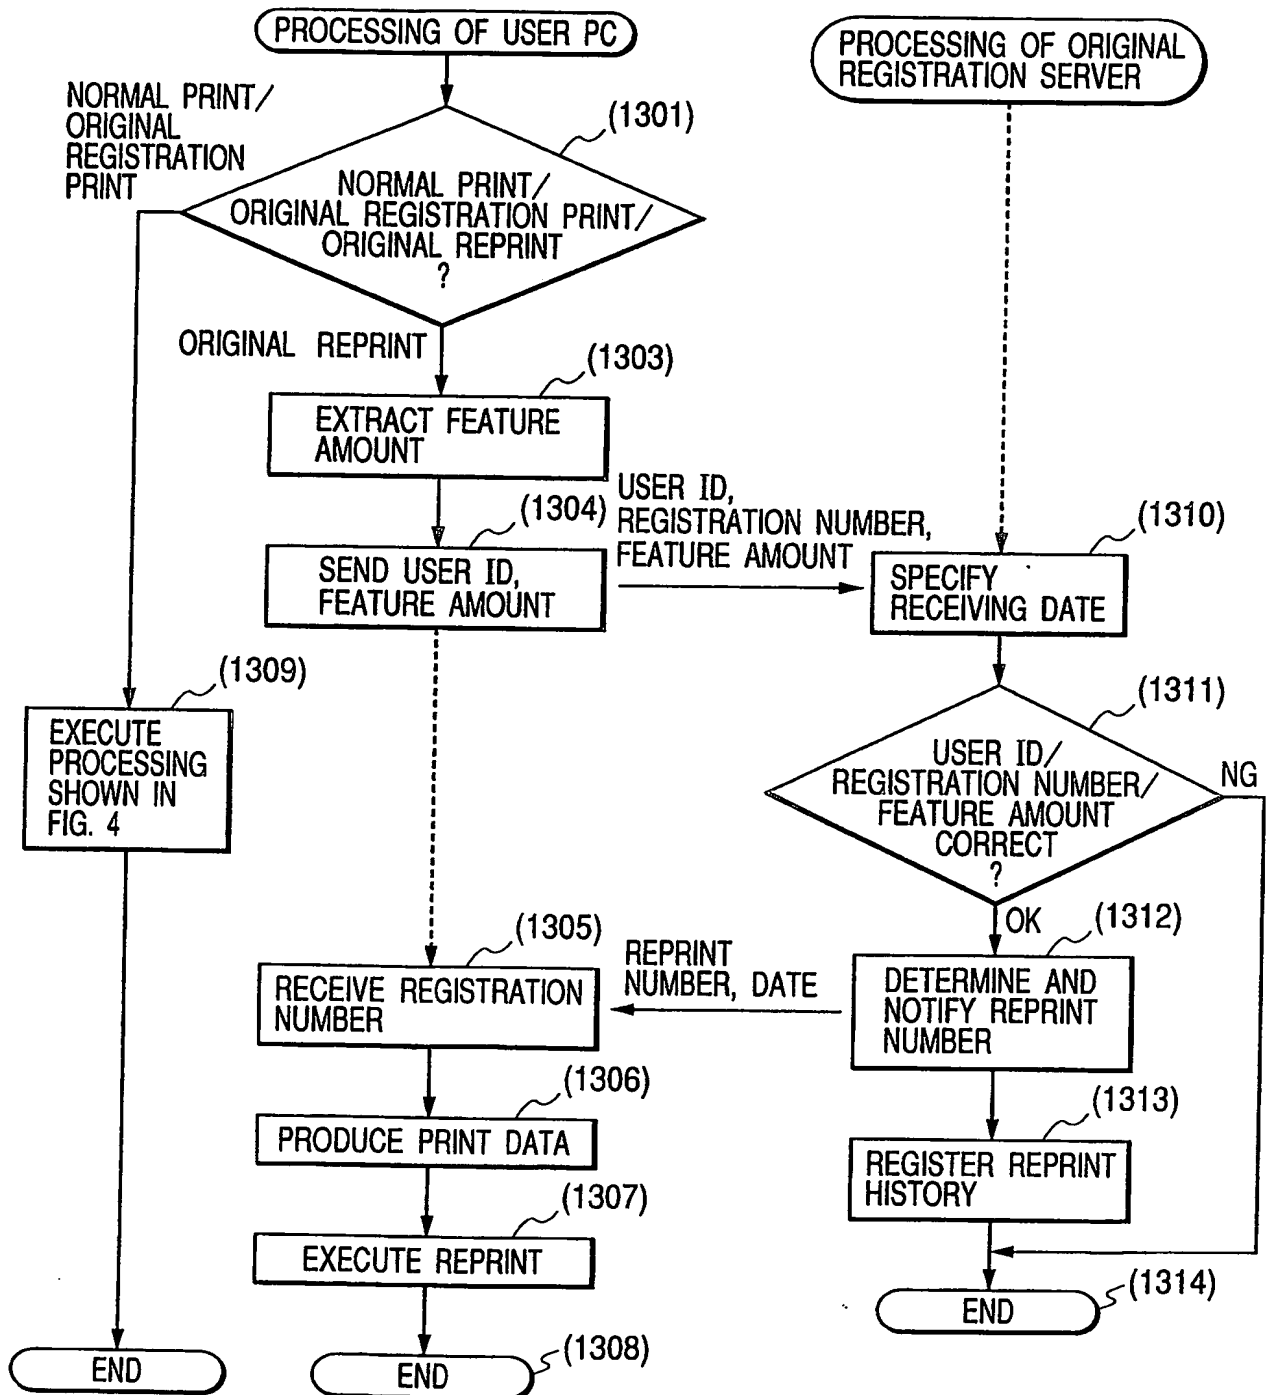 PROCESSING OF USER PC
PROCESSING OF ORIGINAL
REGISTRATION SERVER
NORMAL PRINT/
ORIGINAL
REGISTRATION
PRINT
(1301)
NORMAL PRINT/
ORIGINAL REGISTRATION PRINT/
ORIGINAL REPRINT
?
ORIGINAL REPRINT
(1303)
EXTRACT FEATURE
AMOUNT
(1304)
SEND USER ID,
FEATURE AMOUNT
USER ID,
REGISTRATION NUMBER,
FEATURE AMOUNT
(1310)
SPECIFY
RECEIVING DATE
(1309)
EXECUTE
PROCESSING
SHOWN IN
FIG. 4
(1311)
USER ID/
REGISTRATION NUMBER/
FEATURE AMOUNT
CORRECT
?
NG
OK
(1305)
RECEIVE REGISTRATION
NUMBER
REPRINT
NUMBER, DATE
(1312)
DETERMINE AND
NOTIFY REPRINT
NUMBER
(1306)
PRODUCE PRINT DATA
(1313)
REGISTER REPRINT
HISTORY
(1307)
EXECUTE REPRINT
(1314)
END
END
(1308)
END